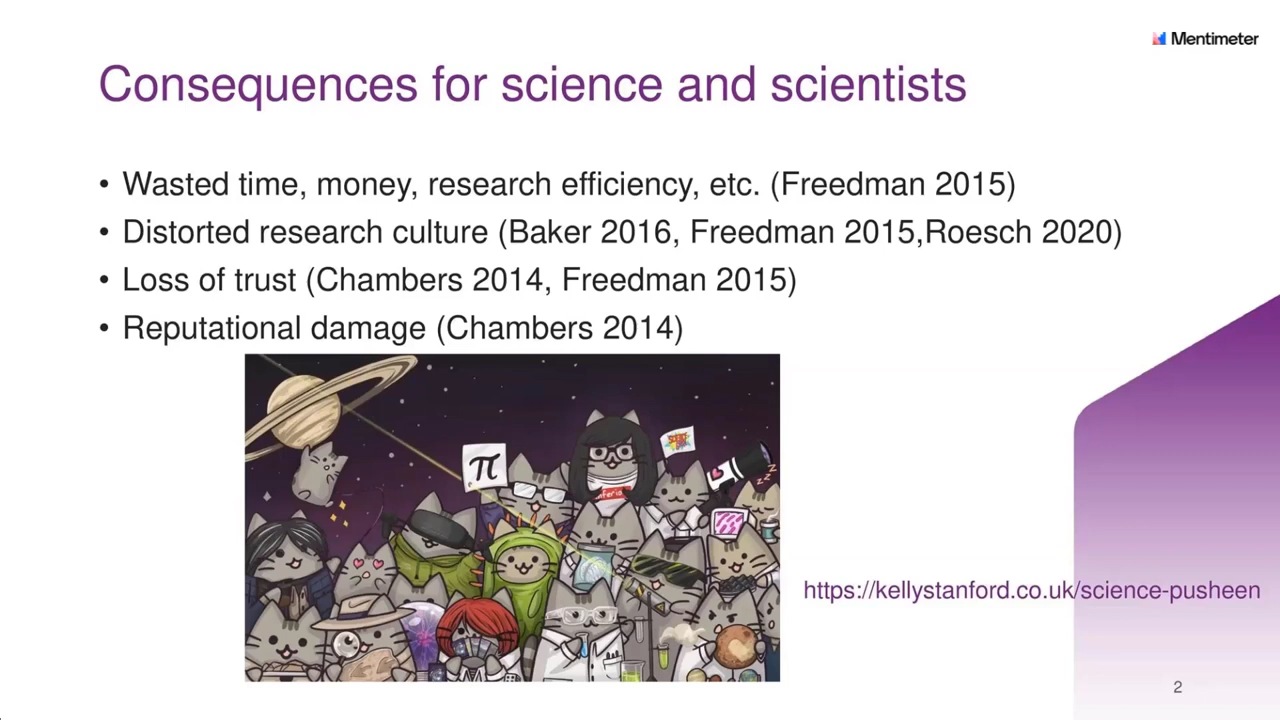 Mentimeter
Consequences for science and scientists
• Wasted time, money, research efficiency, etc. (Freedman 2015)
• Distorted research culture (Baker 2016, Freedman 2015,Roesch 2020)
• Loss of trust (Chambers 2014, Freedman 2015)
• Reputational damage (Chambers 2014)
π
https://kellystanford.co.uk/science-pusheen
2